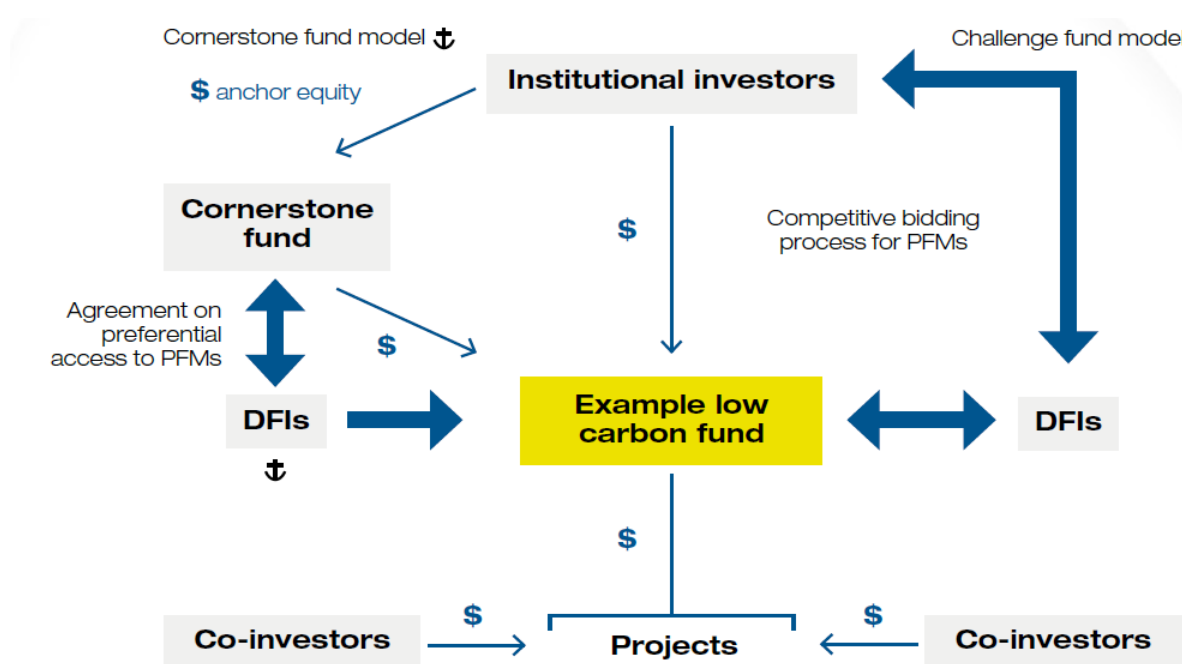 Cornerstone fund model
Challenge fund model
Institutional investors
$ anchor equity
Cornerstone
fund
$
Competitive bidding
process for PFMs
Agreement on
preferential
access to PFMs
$
DFIs
Example low
carbon fund
DFIs
$
$
$
Co-investors
Projects
Co-investors